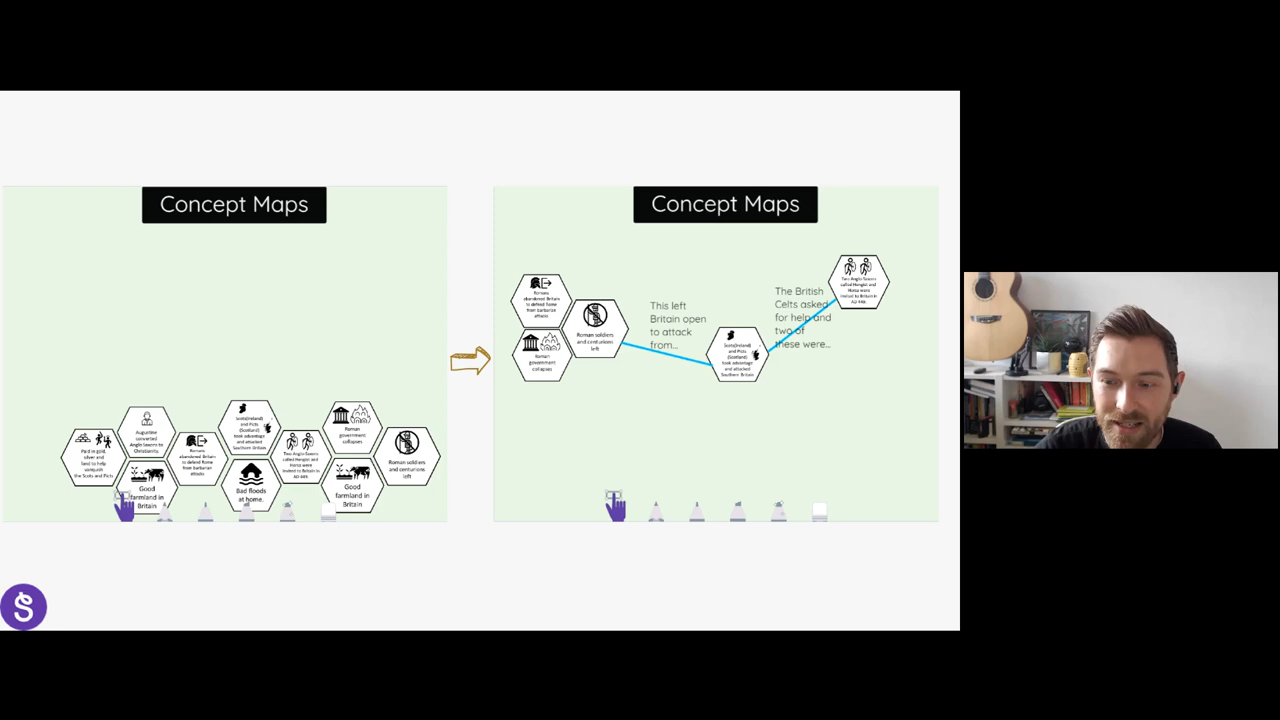 Concept Maps
Paid in gold,
silver and
land to help
vanquish
the Scots and Picts
Augustine
converted
Anglo Saxons to
Christianity.
Good
farmland in
Britain
Romans
abandoned Britain
to defend Rome
from Barbarian
attacks
Scots(Ireland)
and Picts
(Scotland)
took advantage
and attacked
Southern Britain
Bad floods
at home.
Two Anglo Saxons
called Hengist and
Horsa were
invited to Britain in
AD 449.
Roman
government
collapses
Good
farmland in
Britain
Roman soldiers
and centurions
left
Concept Maps
Romans
abandoned Britain
to defend Rome
from Barbarian
attacks
Roman
government
collapses
Roman soldiers
and centurions
left
This left
Britain open
to attack
from...
Scots(Ireland)
and Picts
(Scotland)
took advantage
and attacked
Southern Britain
The British
Celts asked
for help and
two of
these were...
Two Anglo Saxons
called Hengist and
Horsa were
invited to Britain in
AD 449.
S